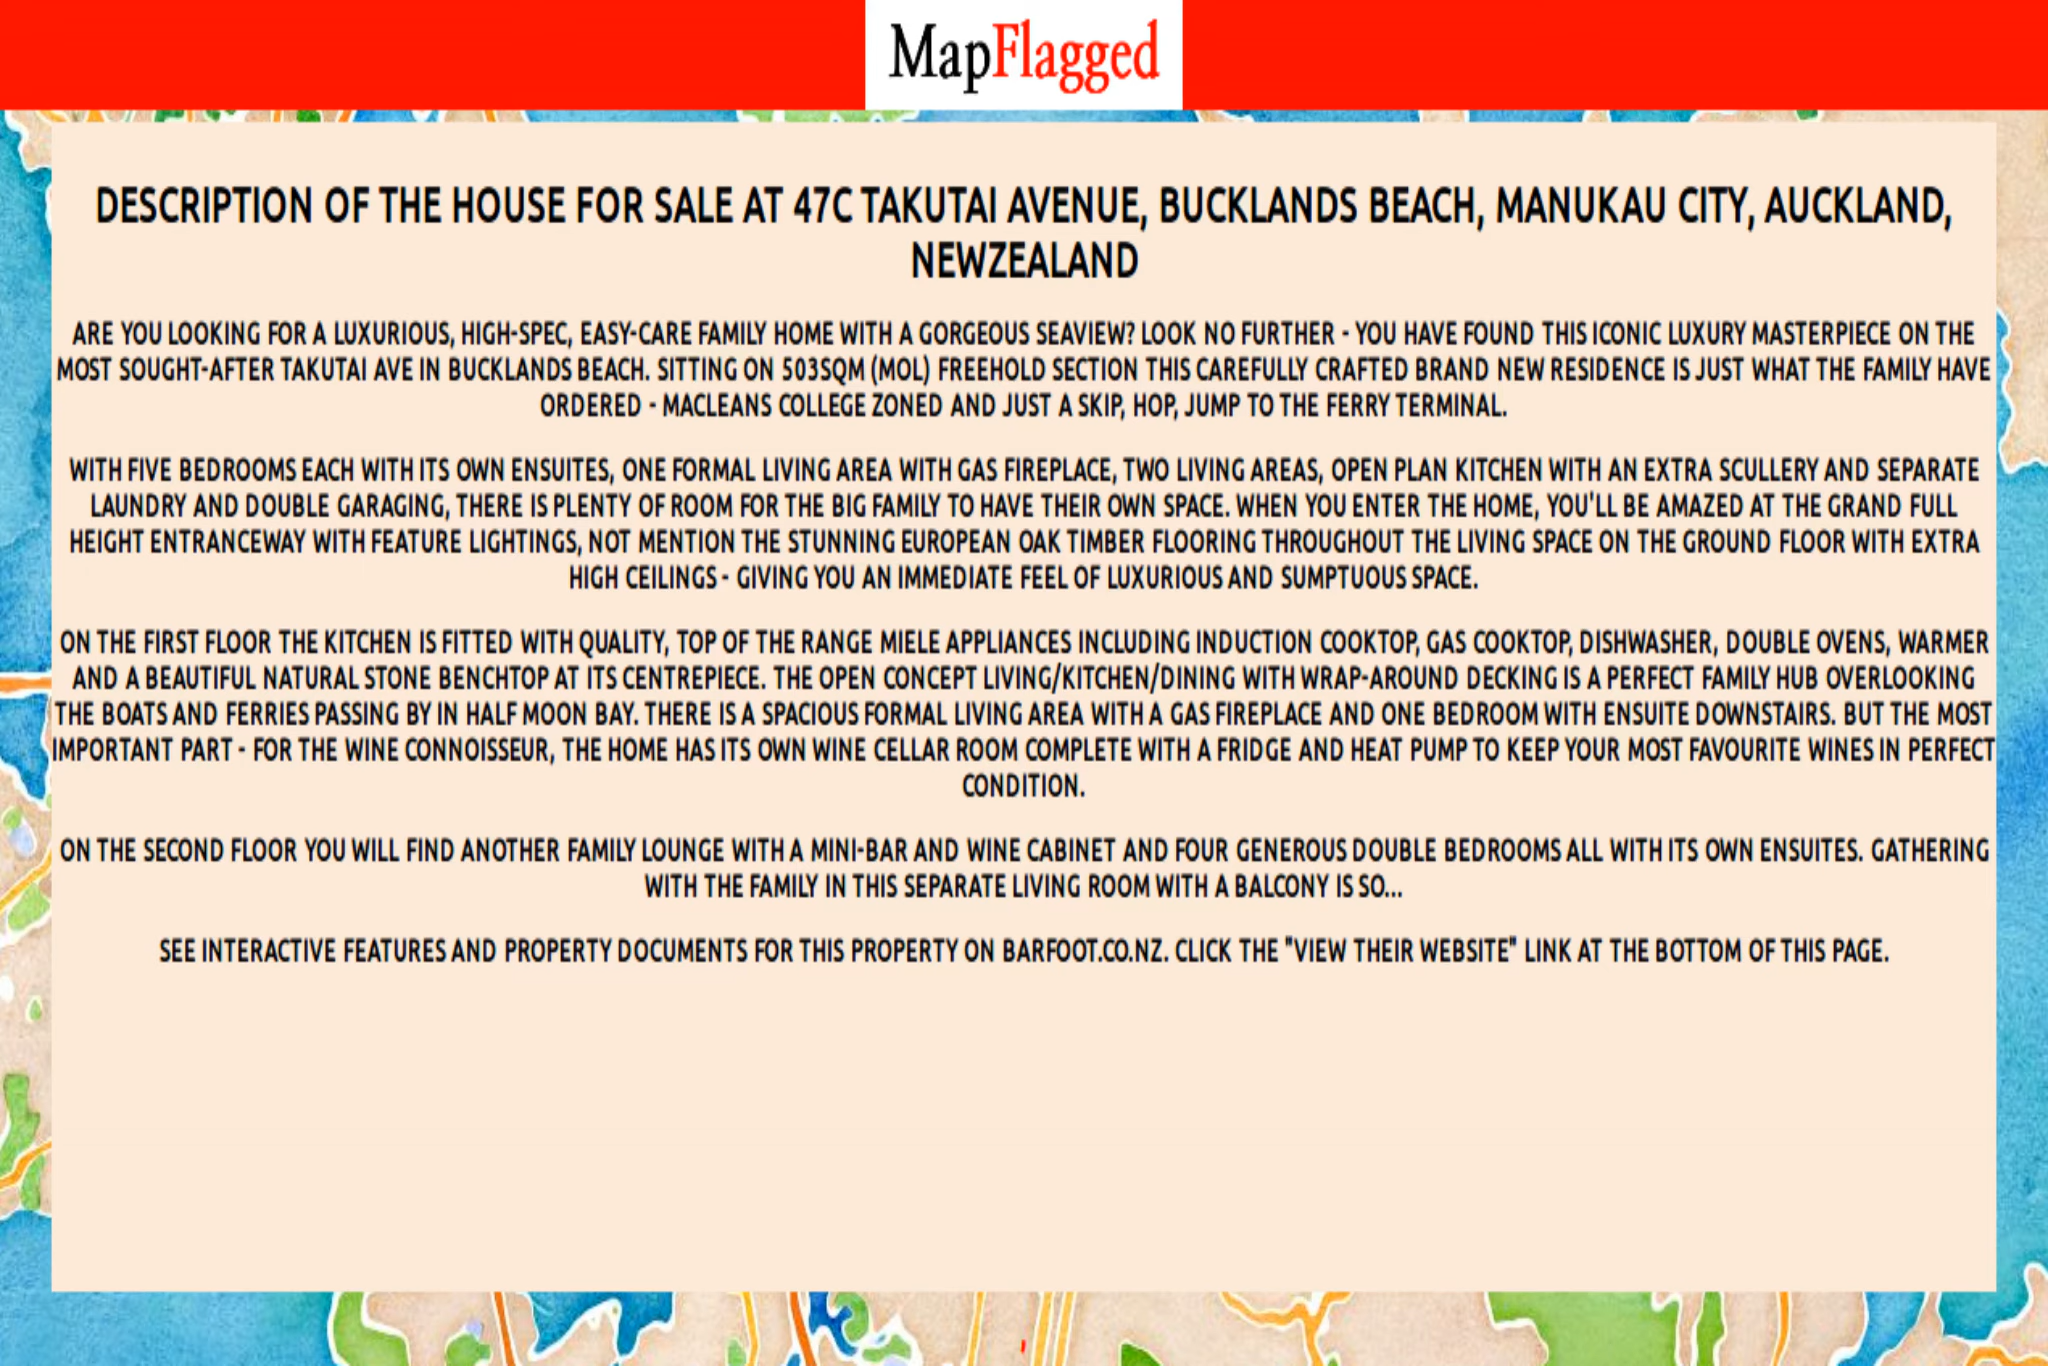 MapFlagged
DESCRIPTION OF THE HOUSE FOR SALE AT 47C TAKUTAI AVENUE, BUCKLANDS BEACH, MANUKAU CITY, AUCKLAND,
NEWZEALAND
ARE YOU LOOKING FOR A LUXURIOUS, HIGH-SPEC, EASY-CARE FAMILY HOME WITH A GORGEOUS SEAVIEW? LOOK NO FURTHER - YOU HAVE FOUND THIS ICONIC LUXURY MASTERPIECE ON THE
MOST SOUGHT-AFTER TAKUTAI AVE IN BUCKLANDS BEACH. SITTING ON 503SQM (MOL) FREEHOLD SECTION THIS CAREFULLY CRAFTED BRAND NEW RESIDENCE IS JUST WHAT THE FAMILY HAVE
ORDERED - MACLEANS COLLEGE ZONED AND JUST A SKIP, HOP, JUMP TO THE FERRY TERMINAL.
WITH FIVE BEDROOMS EACH WITH ITS OWN ENSUITES, ONE FORMAL LIVING AREA WITH GAS FIREPLACE, TWO LIVING AREAS, OPEN PLAN KITCHEN WITH AN EXTRA SCULLERY AND SEPARATE
LAUNDRY AND DOUBLE GARAGING, THERE IS PLENTY OF ROOM FOR THE BIG FAMILY TO HAVE THEIR OWN SPACE. WHEN YOU ENTER THE HOME, YOU'LL BE AMAZED AT THE GRAND FULL
HEIGHT ENTRANCEWAY WITH FEATURE LIGHTINGS, NOT MENTION THE STUNNING EUROPEAN OAK TIMBER FLOORING THROUGHOUT THE LIVING SPACE ON THE GROUND FLOOR WITH EXTRA
HIGH CEILINGS - GIVING YOU AN IMMEDIATE FEEL OF LUXURIOUS AND SUMPTUOUS SPACE.
ON THE FIRST FLOOR THE KITCHEN IS FITTED WITH QUALITY, TOP OF THE RANGE MIELE APPLIANCES INCLUDING INDUCTION COOKTOP, GAS COOKTOP, DISHWASHER, DOUBLE OVENS, WARMER
AND A BEAUTIFUL NATURAL STONE BENCHTOP AT ITS CENTREPIECE. THE OPEN CONCEPT LIVING/KITCHEN/DINING WITH WRAP-AROUND DECKING IS A PERFECT FAMILY HUB OVERLOOKING
THE BOATS AND FERRIES PASSING BY IN HALF MOON BAY. THERE IS A SPACIOUS FORMAL LIVING AREA WITH A GAS FIREPLACE AND ONE BEDROOM WITH ENSUITE DOWNSTAIRS. BUT THE MOST
IMPORTANT PART - FOR THE WINE CONNOISSEUR, THE HOME HAS ITS OWN WINE CELLAR ROOM COMPLETE WITH A FRIDGE AND HEAT PUMP TO KEEP YOUR MOST FAVOURITE WINES IN PERFECT
CONDITION.
ON THE SECOND FLOOR YOU WILL FIND ANOTHER FAMILY LOUNGE WITH A MINI-BAR AND WINE CABINET AND FOUR GENEROUS DOUBLE BEDROOMS ALL WITH ITS OWN ENSUITES. GATHERING
WITH THE FAMILY IN THIS SEPARATE LIVING ROOM WITH A BALCONY IS SO...
SEE INTERACTIVE FEATURES AND PROPERTY DOCUMENTS FOR THIS PROPERTY ON BARFOOT.CO.NZ. CLICK THE "VIEW THEIR WEBSITE" LINK AT THE BOTTOM OF THIS PAGE.